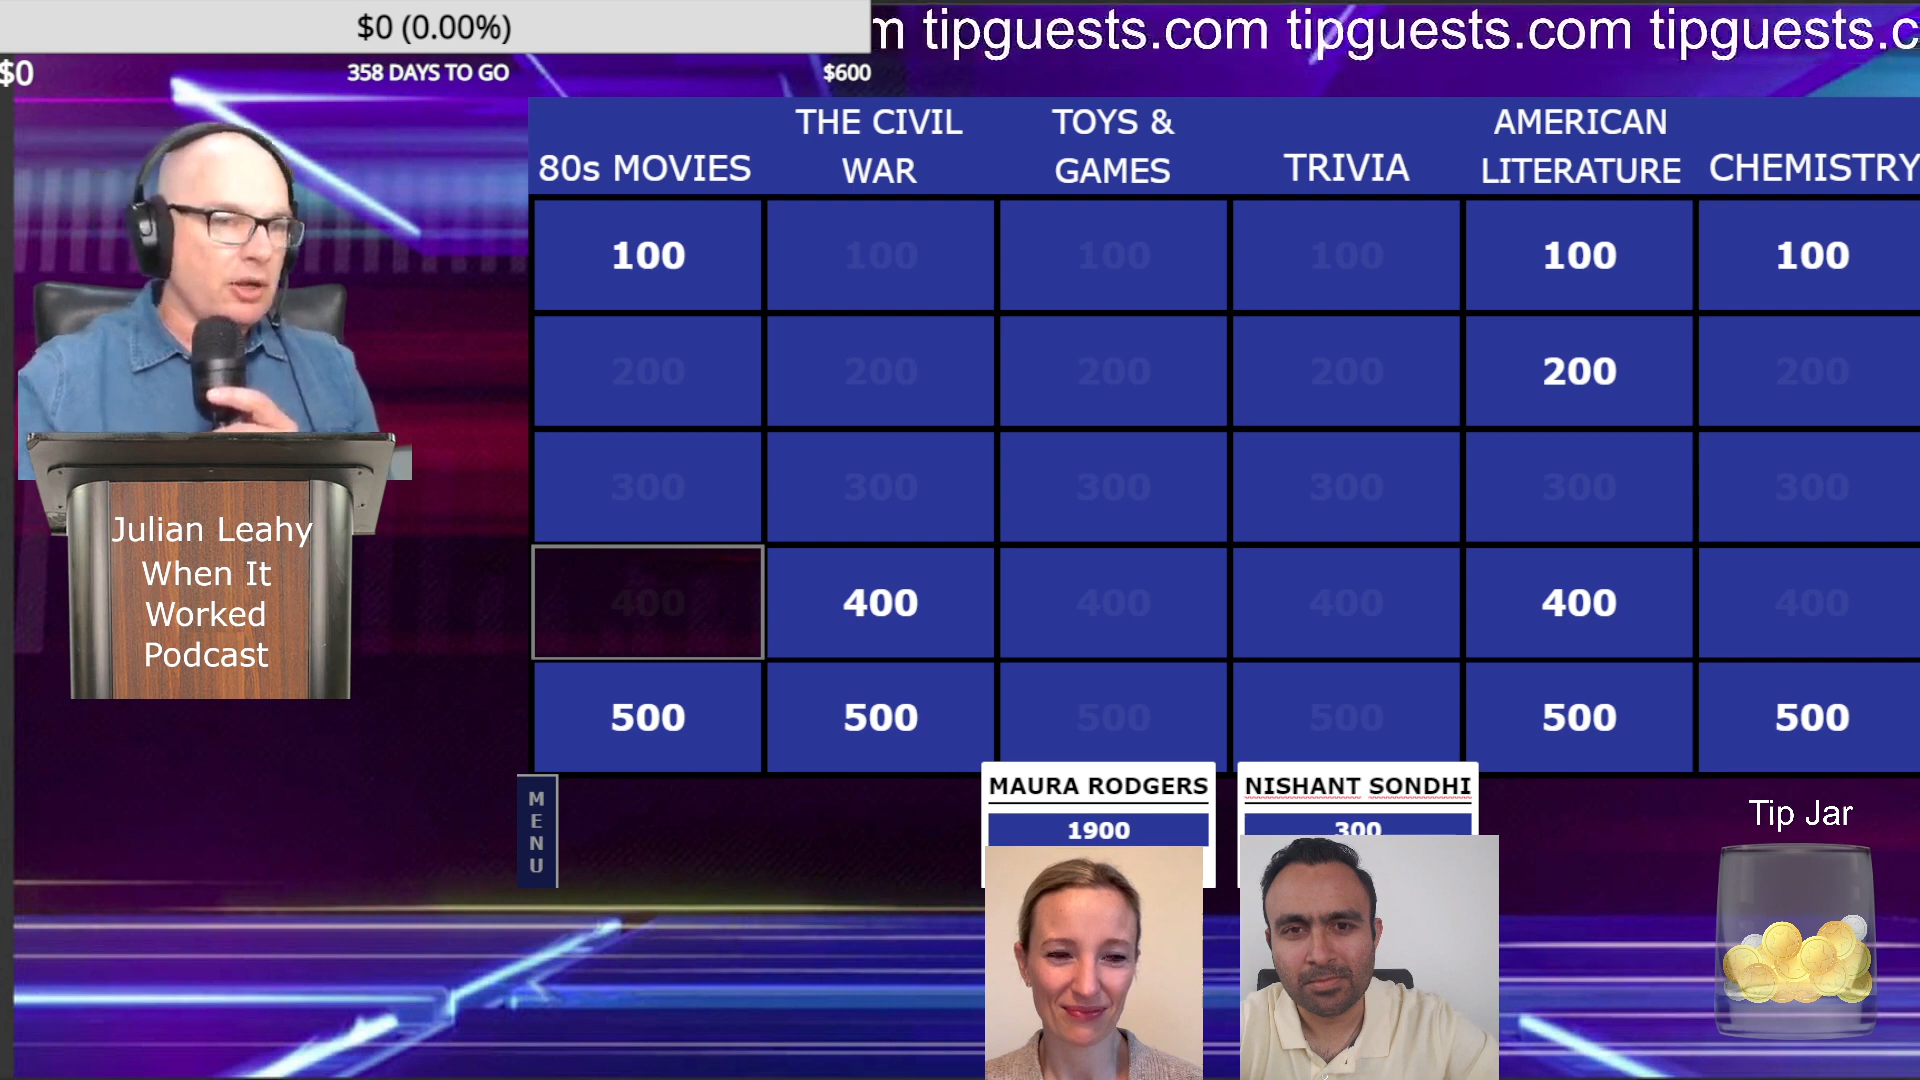 $0 (0.00%)
tipguests.com tipguests.com tipguests.c
$0
358 DAYS TO GO
$600
80s MOVIES
THE CIVIL
WAR
TOYS &
GAMES
TRIVIA
AMERICAN
LITERATURE
CHEMISTRY
100 100 100 100 100 100
200 200 200 200 200 200
300 300 300 300 300 300
400 400 400 400 400 400
500 500 500 500 500 500
Julian Leahy
When It
Worked
Podcast
MENU
MAURA RODGERS
1900
NISHANT SONDHI
300
Tip Jar